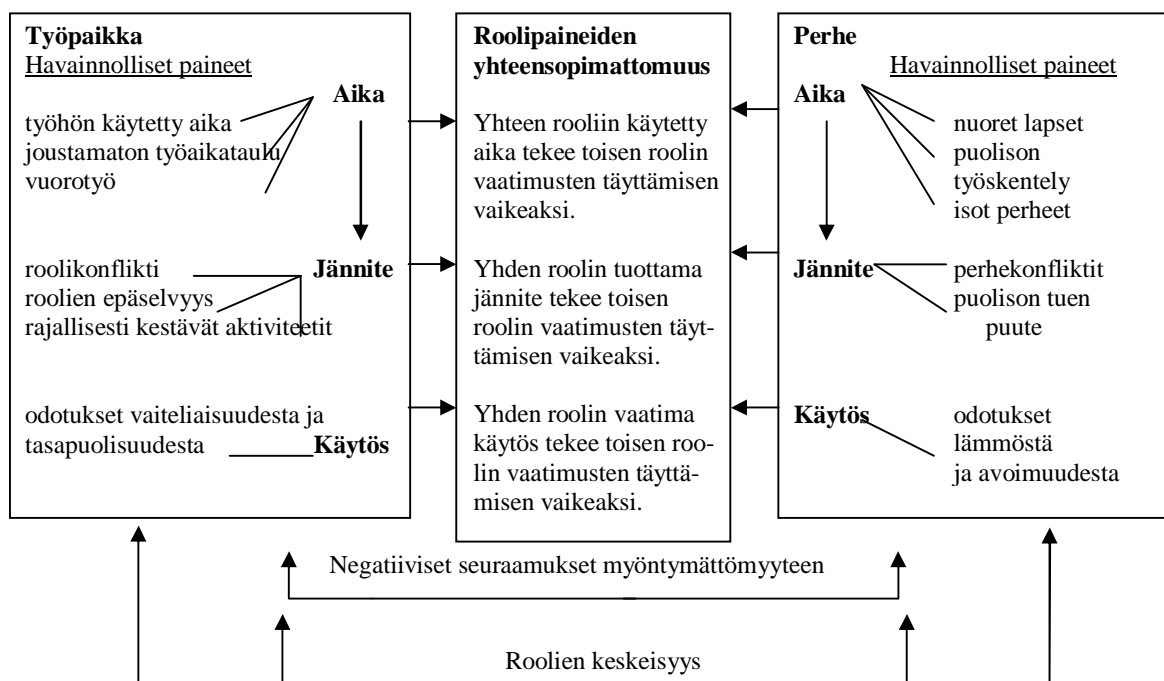 Työpaikka
Havainnolliset paineet
Aika
työhön käytetty aika
joustamaton työaikataulu
vuorotyö
roolikonflikti
Jännite
roolien epäselvyys
rajallisesti kestävät aktiviteetit
odotukset vaiteliaisuudesta ja
tasapuolisuudesta
Käytös
Roolipaineiden
yhteensopimattomuus
Yhteen rooliin käytetty
aika tekee toisen roolin
vaatimusten täyttämisen
vaikeaksi.
Yhden roolin tuottama
jännite tekee toisen
roolin vaatimusten täyt-
tämisen vaikeaksi.
Yhden roolin vaatima
käytös tekee toisen roo-
lin vaatimusten täyttä-
misen vaikeaksi.
Perhe
Havainnolliset paineet
Aika
nuoret lapset
puolison
työskentely
isot perheet
Jännite
perhekonfliktit
puolison tuen
puute
Käytös
odotukset
lämmöstä
ja avoimuudesta
Negatiiviset seuraamukset myöntymättömyyteen
Roolien keskeisyys